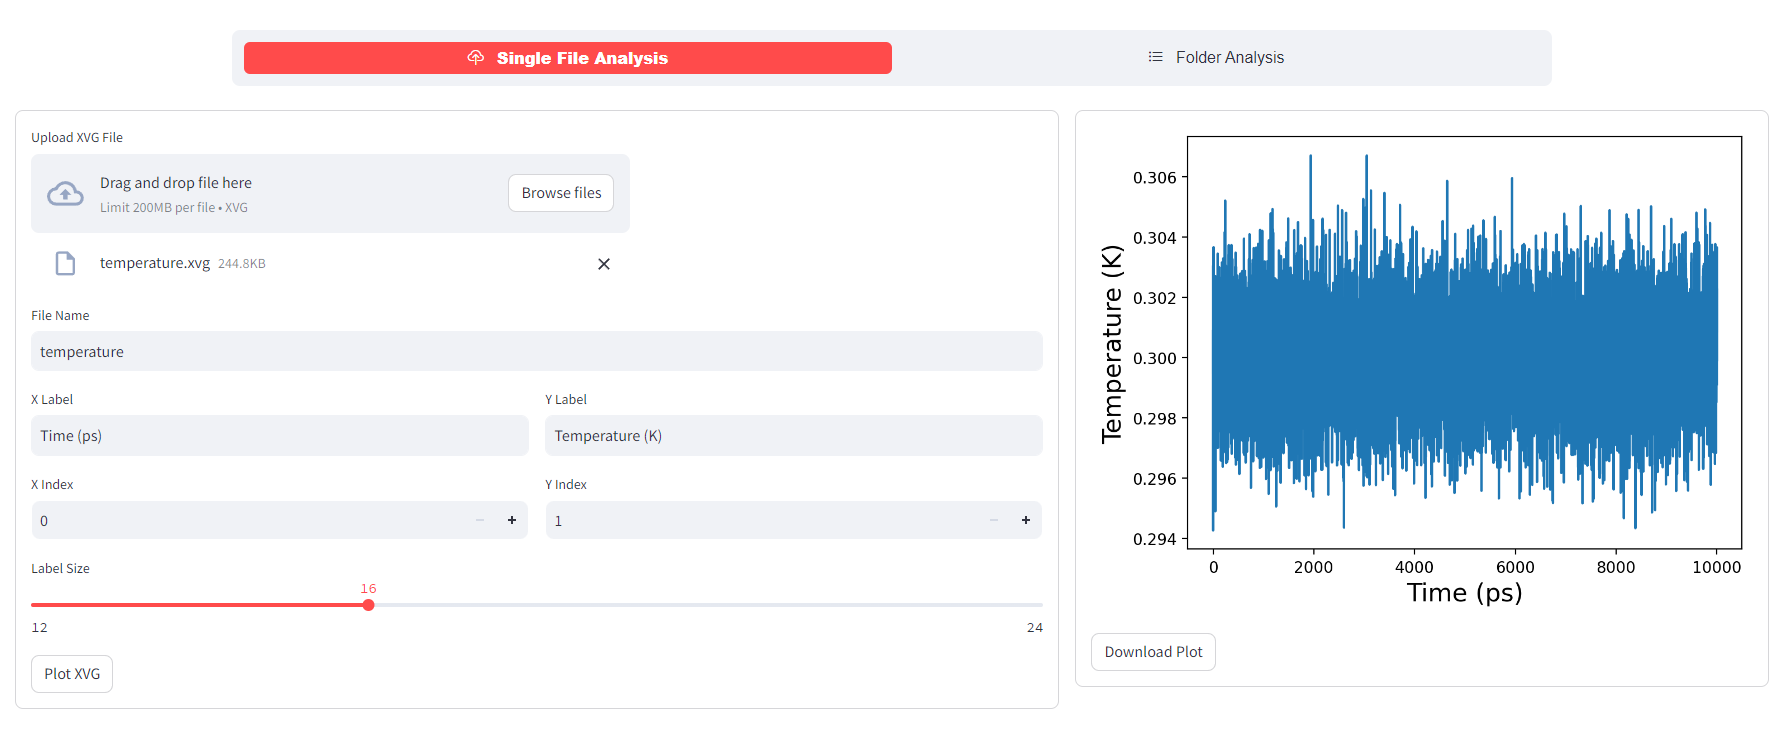 Single File Analysis
Folder Analysis
Upload XVG File
Drag and drop file here
Limit 200MB per file • XVG
Browse files
temperature.xvg 244.8KB
File Name
temperature
X Label
Y Label
Time (ps)
Temperature (K)
X Index
Y Index
0
1
Label Size
16
12
24
Plot XVG
Temperature (K)
0.306
0.304
0.302
0.300
0.298
0.296
0.294
0 2000 4000 6000 8000 10000
Time (ps)
Download Plot